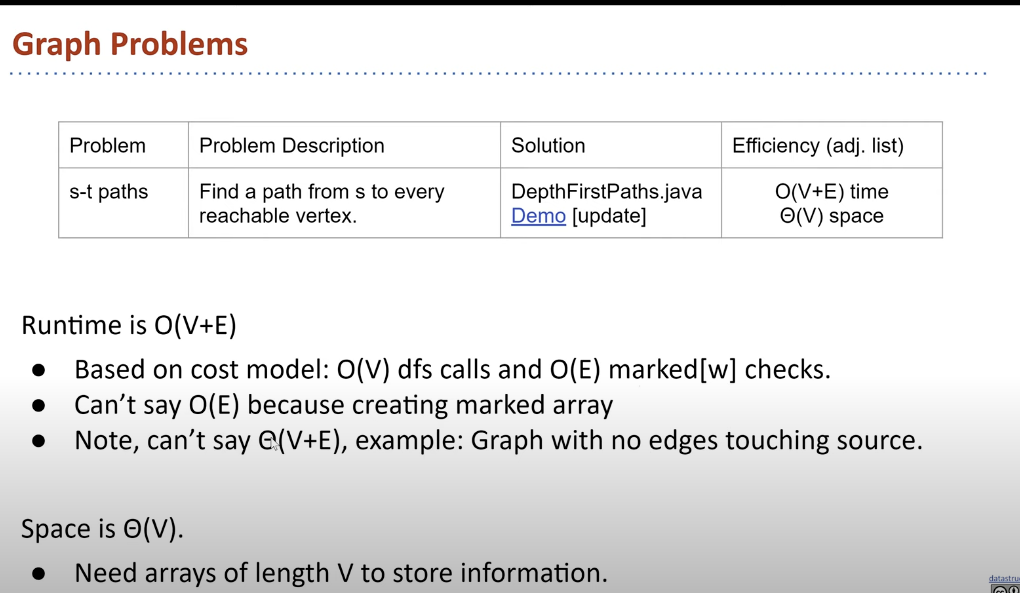 Graph Problems
Problem Problem Description Solution Efficiency (adj. list)
s-t paths Find a path from s to every reachable vertex. DepthFirstPaths.java Demo [update] O(V+E) time Θ(V) space
Runtime is O(V+E)
● Based on cost model: O(V) dfs calls and O(E) marked[w] checks.
● Can't say O(E) because creating marked array
● Note, can't say Θ(V+E), example: Graph with no edges touching source.
Space is Θ(V).
● Need arrays of length V to store information.
datastru